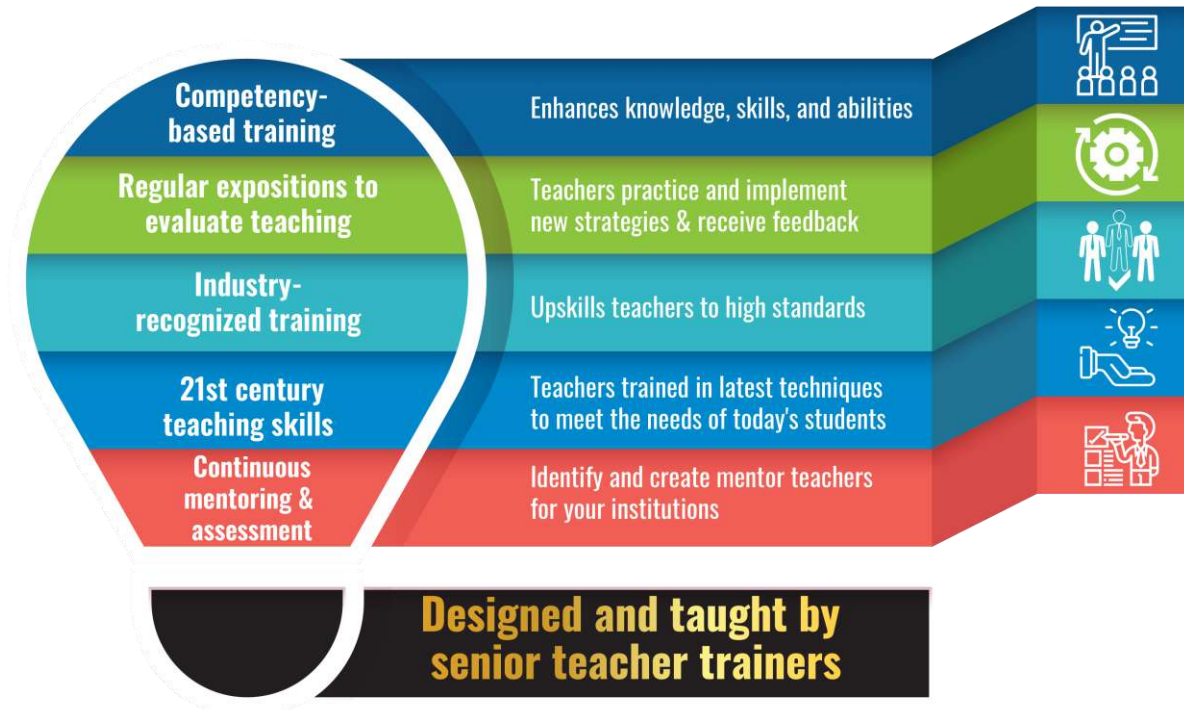 Competency-
based training
Enhances knowledge, skills, and abilities
Regular expositions to
evaluate teaching
Teachers practice and implement
new strategies & receive feedback
Industry-
recognized training
Upskills teachers to high standards
21st century
teaching skills
Teachers trained in latest techniques
to meet the needs of today's students
Continuous
mentoring &
assessment
Identify and create mentor teachers
for your institutions
Designed and taught by
senior teacher trainers